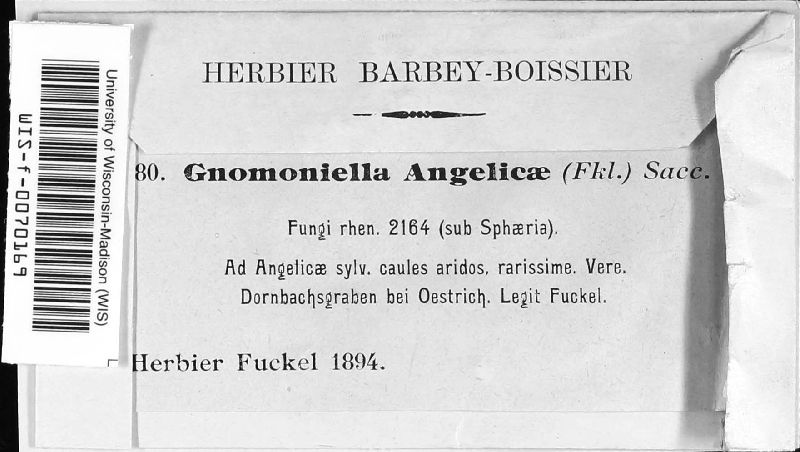 HERBIER BARBEY-BOISSIER
80. Gnomoniella Angelicæ (Fkl.) Sacc.
Fungi rhen. 2164 (sub Sphæria).
Ad Angelicæ sylv. caules aridos, rarissime. Vere.
Dornbachsgraben bei Oestrich. Legit Fuckel.
Herbier Fuckel 1894.
University of Wisconsin-Madison (WIS)
WIS-f-0070169